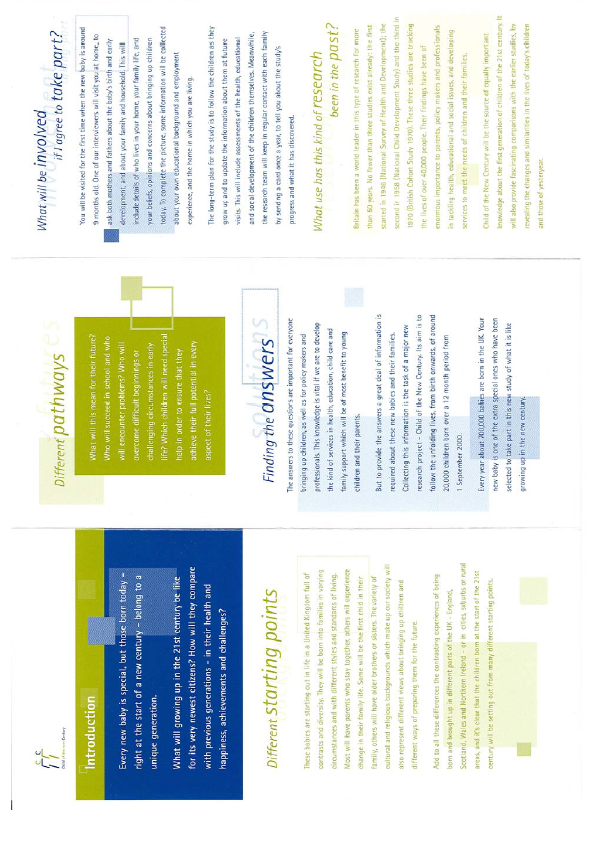 Child of the New Century
Introduction
Every new baby is special, but those born today –
right at the start of a new century – belong to a
unique generation.
What will growing up in the 21st century be like
for its very newest citizens? How will they compare
with previous generations – in their health and
happiness, achievements and challenges?
Different starting points
These babies are starting out in life in a United Kingdom full of
contrasts and diversity. They will be born into families in varying
circumstances and with different styles and standards of living.
Most will have parents who stay together, others will experience
change in their family life. Some will be the first child in their
family, others will have older brothers or sisters. The variety of
cultural and religious backgrounds which make up our society will
also represent different views about bringing up children and
different ways of preparing them for the future.
Add to all these differences the contrasting experiences of being
born and brought up in different parts of the UK - England,
Scotland, Wales and Northern Ireland - or in cities, suburbs or rural
areas, and it's clear that the children born at the start of the 21st
century will be setting out from many different starting points.
Different pathways
What will this mean for their future?
Who will succeed in school and who
will encounter problems? Who will
overcome difficult beginnings or
challenging circumstances in early
life? Which children will need special
help in order to ensure that they
achieve their full potential in every
aspect of their lives?
Finding the answers
The answers to these questions are important for everyone
bringing up children, as well as for policy makers and
professionals. This knowledge is vital if we are to develop
the kind of services in health, education, child care and
family support which will be of most benefit to young
children and their parents.
But to provide the answers a great deal of information is
required about these new babies and their families.
Collecting this information is the task of a major new
research project – Child of the New Century. Its aim is to
follow the unfolding lives, from birth onwards, of around
20,000 children born over a 12 month period from
1 September 2000.
Every year about 700,000 babies are born in the UK. Your
new baby is one of the extra special ones who have been
selected to take part in this new study of what it is like
growing up in the new century.
What will be involved
if I agree to take part?
You will be visited for the first time when the new baby is around
9 months old. One of our interviewers will visit you at home, to
ask both mothers and fathers about the baby's birth and early
development, and about your family and household. This will
include details of who lives in your home, your family life, and
your beliefs, opinions and concerns about bringing up children
today. To complete the picture, some information will be collected
about your own educational background and employment
experience, and the home in which you are living.
The long-term plan for the study is to follow the children as they
grow up and to update the information about them at future
visits. This will include assessments of the health, educational
and social development of the children themselves. Meanwhile,
the research team will keep in regular contact with each family
by sending a card once a year, to tell you about the study's
progress and what it has discovered.
What use has this kind of research
been in the past?
Britain has been a world leader in this type of research for more
than 50 years. No fewer than three studies exist already: the first
started in 1946 (National Survey of Health and Development); the
second in 1958 (National Child Development Study) and the third in
1970 (British Cohort Study 1970). These three studies are tracking
the lives of over 40,000 people. Their findings have been of
enormous importance to parents, policy makers and professionals
in tackling health, educational and social issues, and developing
services to meet the needs of children and their families.
Child of the New Century will be the source of equally important
knowledge about the first generation of children of the 21st century. It
will also provide fascinating comparisons with the earlier studies, by
revealing the changes and similarities in the lives of today's children
and those of yesteryear.